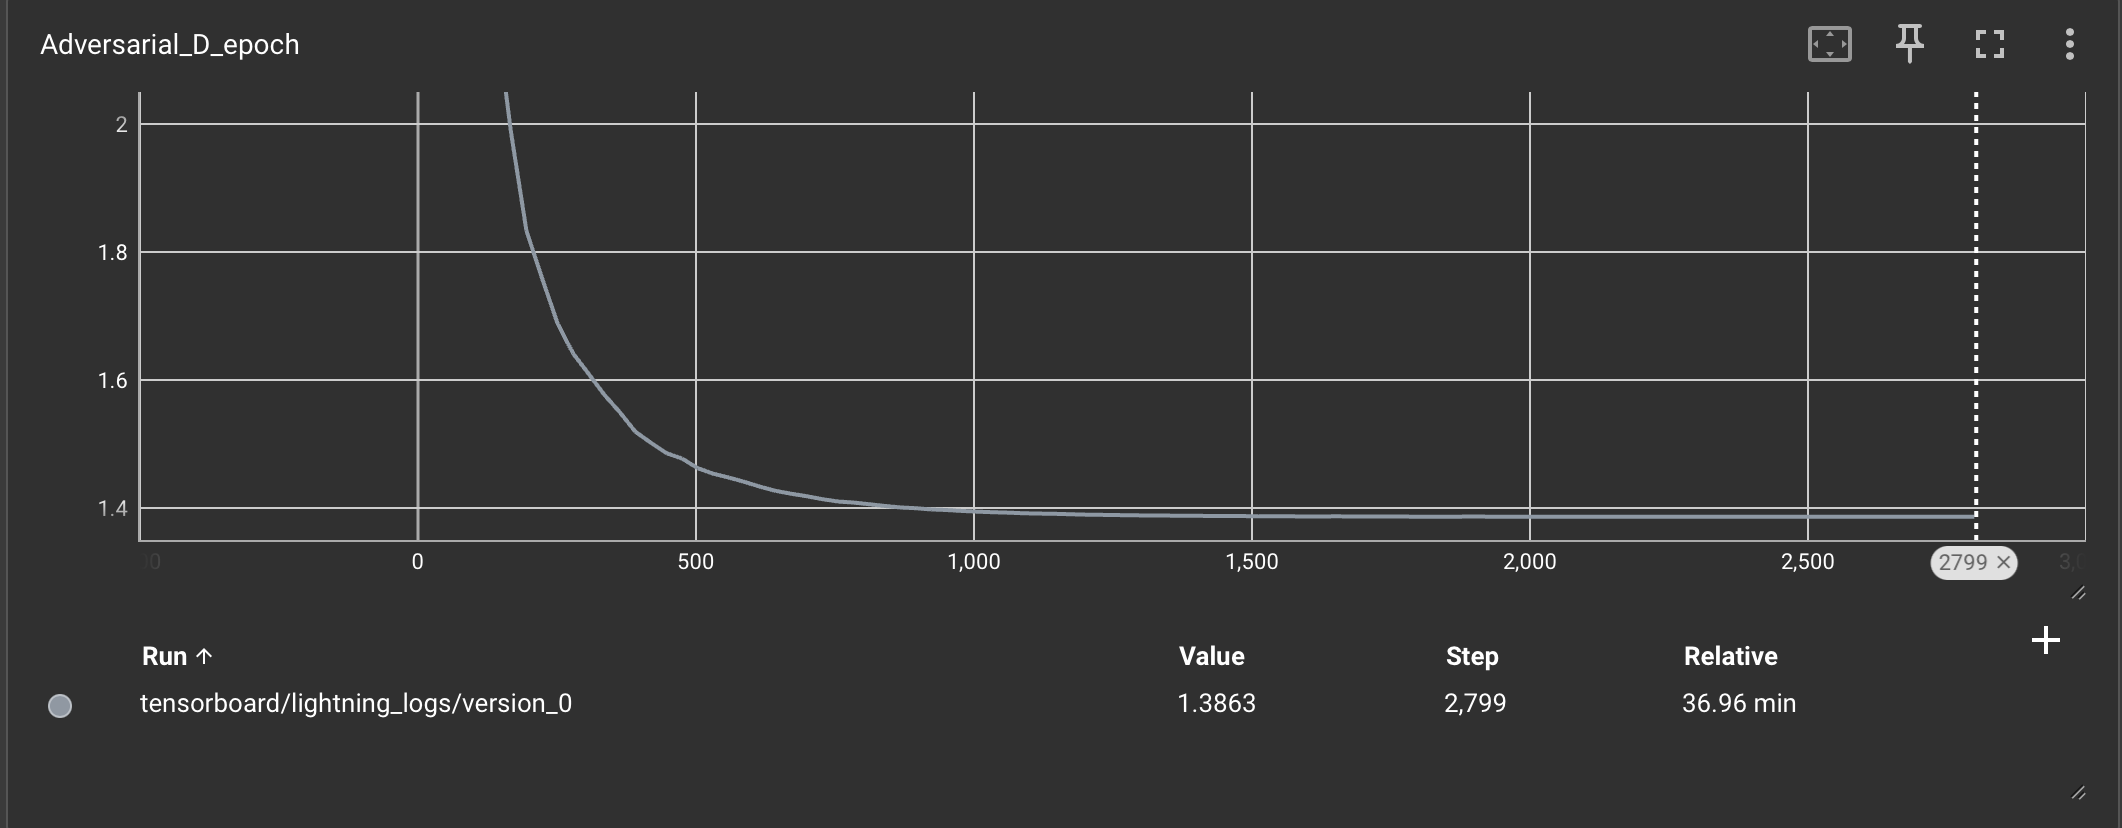 Adversarial_D_epoch
2
1.8
1.6
1.4
0 500 1,000 1,500 2,000 2,500 2799
Run Value Step Relative
tensorboard/lightning_logs/version_0 1.3863 2,799 36.96 min